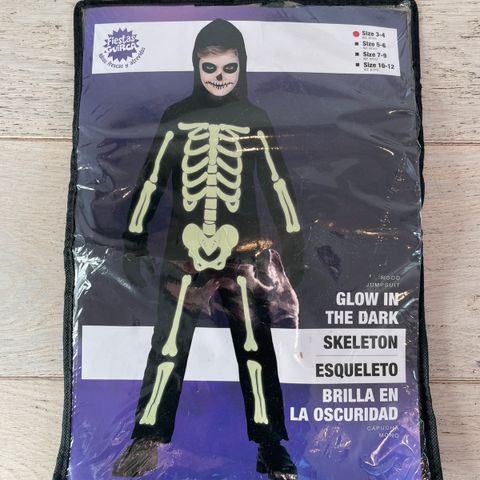 Fiestas
GUIRCA
Size 3-4
Size 5-6
Size 7-9
Size 10-12
HOOD
JUMPSUIT
GLOW IN
THE DARK
SKELETON
ESQUELETO
BRILLA EN
LA OSCURIDAD
CAPUCHA
MONO